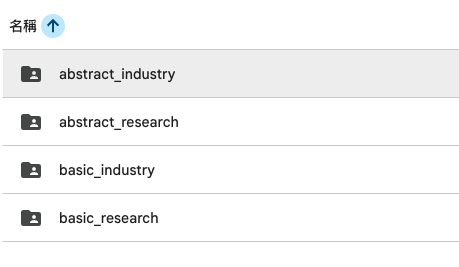 名稱
abstract_industry
abstract_research
basic_industry
basic_research